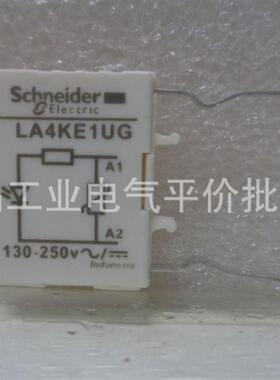 Schneider
Electric
LA4KE1UG
A1
工业电气平价批
A2
130-250v~/⎓
Indonesia